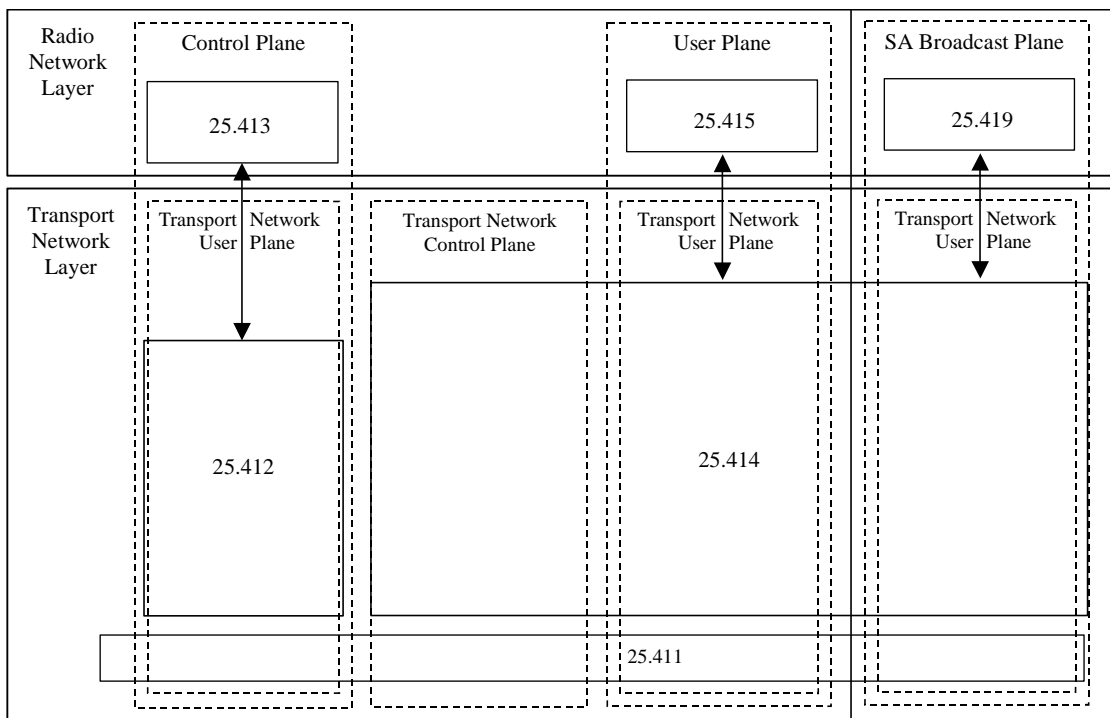 Radio
Network
Layer
Control Plane
User Plane
SA Broadcast Plane
25.413
25.415
25.419
Transport
Network
Layer
Transport Network
User Plane
Transport Network
Control Plane
Transport Network
User Plane
Transport Network
User Plane
25.412
25.414
25.411